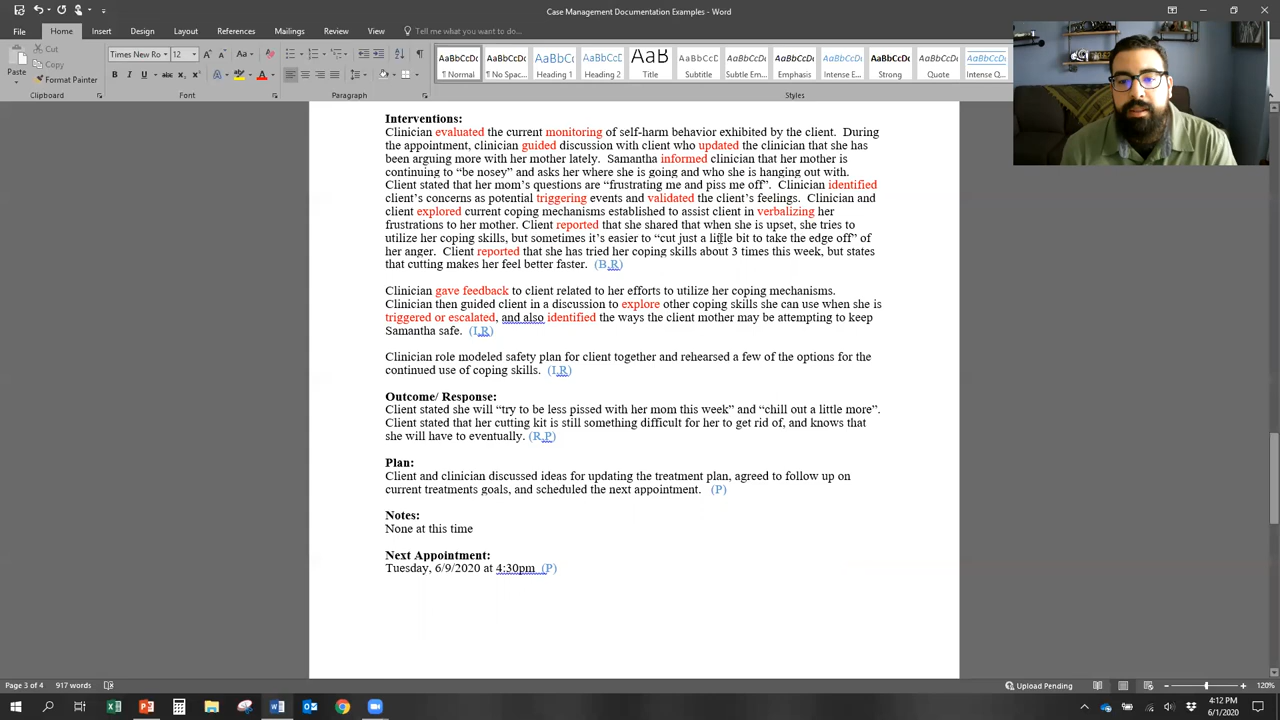 Case Management Documentation Examples - Word
File Home Insert Design Layout References Mailings Review View Tell me what you want to do...
Paste
Cut
Copy
Format Painter
Clipboard
Times New Ro 12
Font
Paragraph
AaBbCcDc AaBbCcDc AaBbCc AaBbCcD AaB AaBbCcD AaBbCcDc AaBbCcDc AaBbCcDc AaBbCcDc AaBbCcDc AaBbCcDc
¶ Normal ¶ No Spac... Heading 1 Heading 2 Title Subtitle Subtle Em... Emphasis Intense E... Strong Quote Intense Q...
Styles
Interventions:
Clinician evaluated the current monitoring of self-harm behavior exhibited by the client. During
the appointment, clinician guided discussion with client who updated the clinician that she has
been arguing more with her mother lately. Samantha informed clinician that her mother is
continuing to “be nosey” and asks her where she is going and who she is hanging out with.
Client stated that her mom’s questions are “frustrating me and piss me off”. Clinician identified
client’s concerns as potential triggering events and validated the client’s feelings. Clinician and
client explored current coping mechanisms established to assist client in verbalizing her
frustrations to her mother. Client reported that she shared that when she is upset, she tries to
utilize her coping skills, but sometimes it’s easier to “cut just a little bit to take the edge off” of
her anger. Client reported that she has tried her coping skills about 3 times this week, but states
that cutting makes her feel better faster. (B,R)
Clinician gave feedback to client related to her efforts to utilize her coping mechanisms.
Clinician then guided client in a discussion to explore other coping skills she can use when she is
triggered or escalated, and also identified the ways the client mother may be attempting to keep
Samantha safe. (I,R)
Clinician role modeled safety plan for client together and rehearsed a few of the options for the
continued use of coping skills. (I,R)
Outcome/ Response:
Client stated she will “try to be less pissed with her mom this week” and “chill out a little more”.
Client stated that her cutting kit is still something difficult for her to get rid of, and knows that
she will have to eventually. (R,P)
Plan:
Client and clinician discussed ideas for updating the treatment plan, agreed to follow up on
current treatments goals, and scheduled the next appointment. (P)
Notes:
None at this time
Next Appointment:
Tuesday, 6/9/2020 at 4:30pm (P)
Page 3 of 4 917 words Upload Pending 120%
4:12 PM
6/1/2020